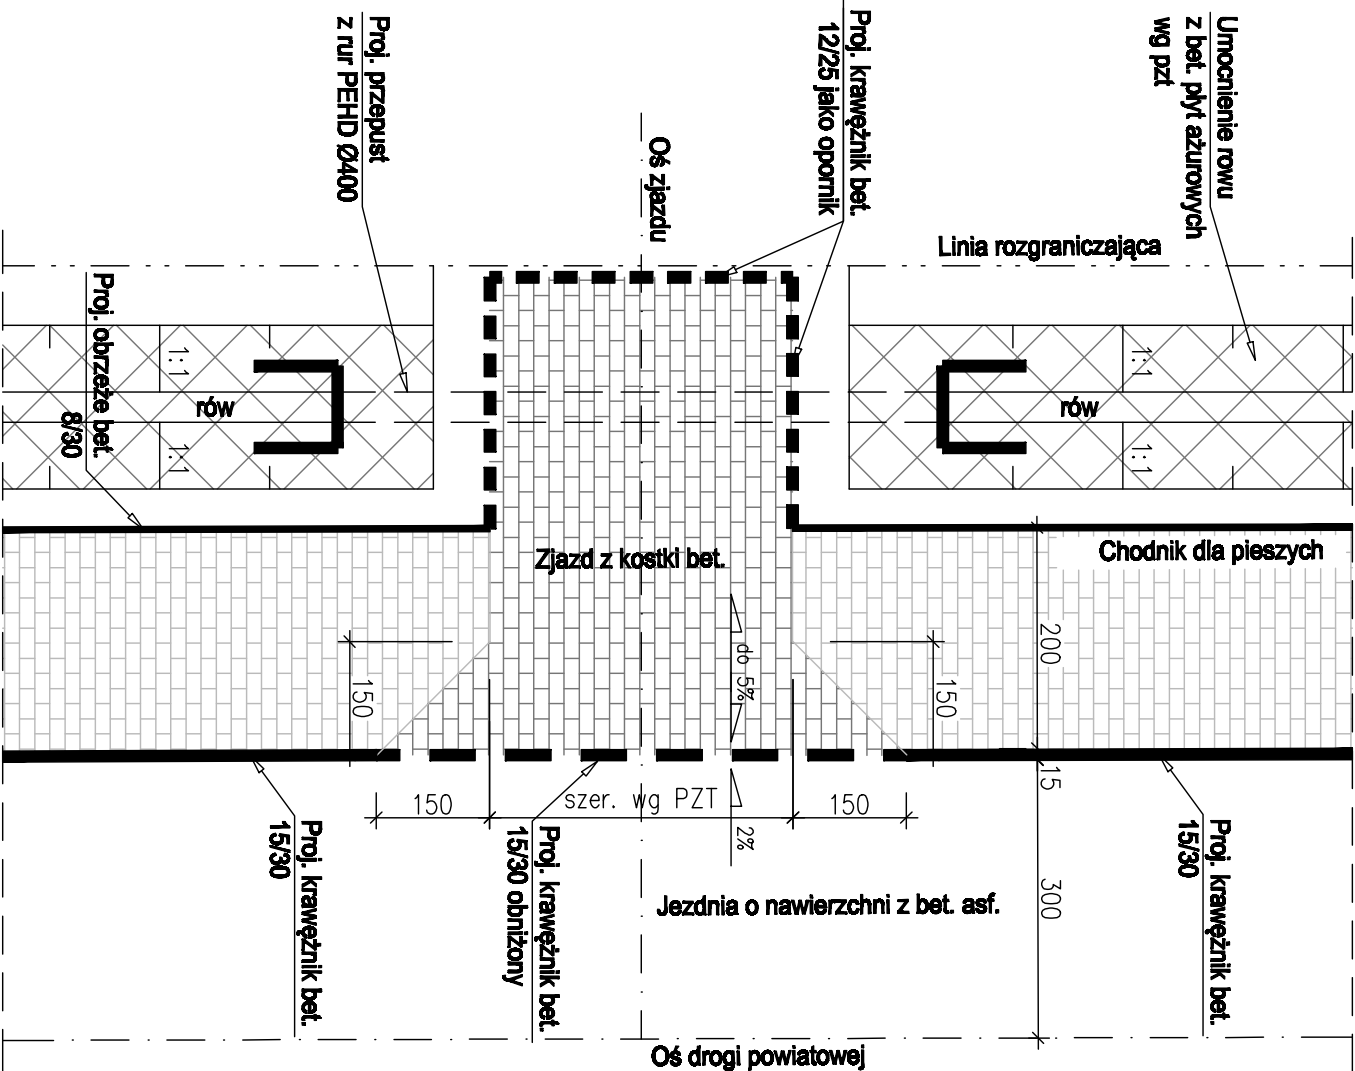 Umocnienie rowu
z bet. płyt ażurowych
wg pzt
Proj. krawężnik bet.
12/25 jako opornik
Proj. przepust
z rur PEHD Ø400
Oś zjazdu
Linia rozgraniczająca
Proj. obrzeże bet.
8/30
1:1
rów
1:1
1:1
rów
1:1
Zjazd z kostki bet.
Chodnik dla pieszych
do 5%
200
150
150
15
150
szer. wg PZT
150
2%
300
Proj. krawężnik bet.
15/30
Proj. krawężnik bet.
15/30 obniżony
Proj. krawężnik bet.
15/30
Jezdnia o nawierzchni z bet. asf.
Oś drogi powiatowej